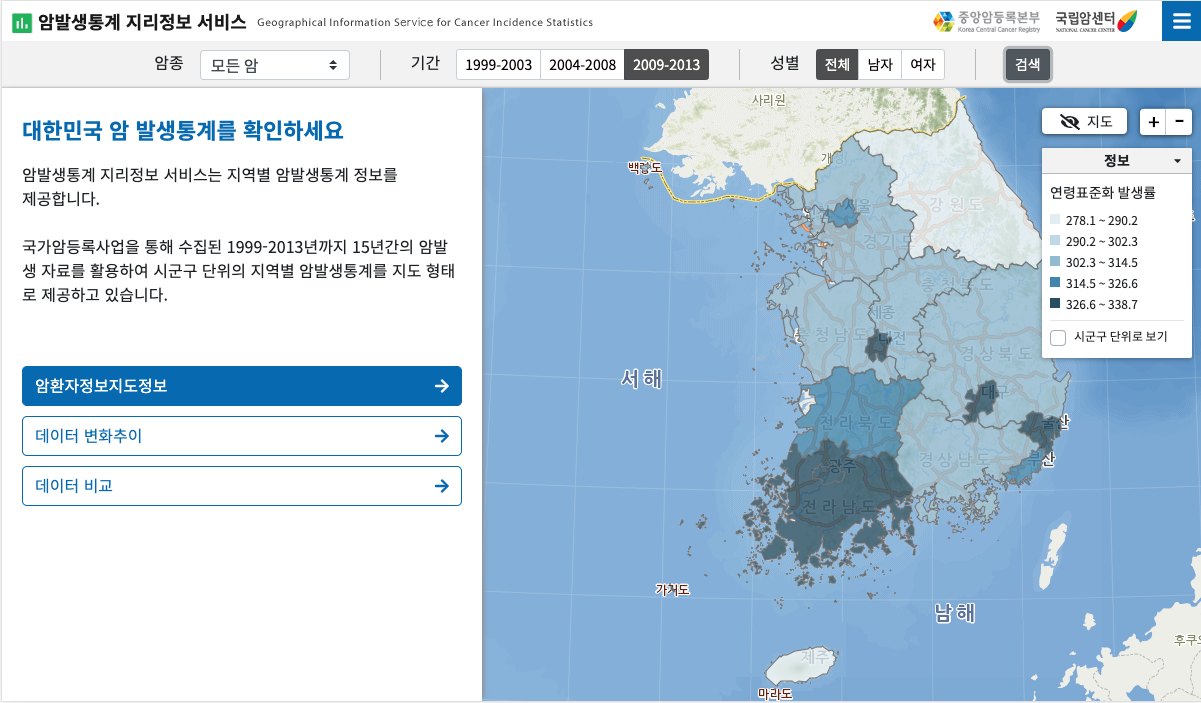 암발생통계 지리정보 서비스 Geographical Information Service for Cancer Incidence Statistics
중앙암등록본부 국립암센터
Korea Central Cancer Registry NATIONAL CANCER CENTER
암종 모든 암 기간 1999-2003 2004-2008 2009-2013 성별 전체 남자 여자 검색
대한민국 암 발생통계를 확인하세요
암발생통계 지리정보 서비스는 지역별 암발생통계 정보를
제공합니다.
국가암등록사업을 통해 수집된 1999-2013년까지 15년간의 암발
생 자료를 활용하여 시군구 단위의 지역별 암발생통계를 지도 형태
로 제공하고 있습니다.
암환자정보지도정보
데이터 변화추이
데이터 비교
사리원
백령도
서울
강원도
경기도
충청북도
세종
충청남도
대전
경상북도
서해
대구
전라북도
울산
경상남도
부산
광주
전라남도
가거도
남해
제주
마라도
지도 + -
정보
연령표준화 발생률
278.1 ~ 290.2
290.2 ~ 302.3
302.3 ~ 314.5
314.5 ~ 326.6
326.6 ~ 338.7
시군구 단위로 보기